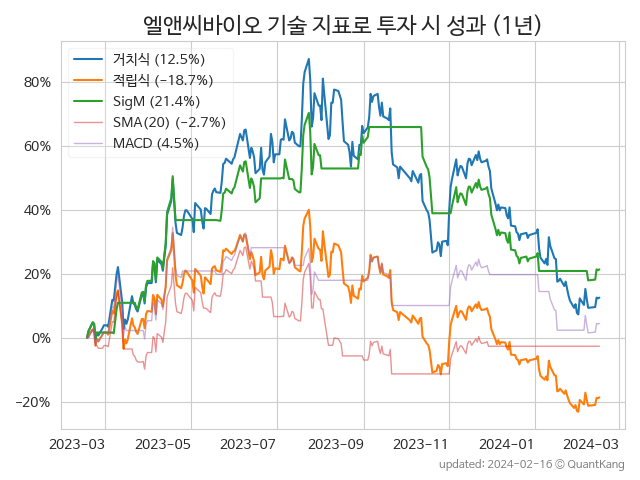 엘앤씨바이오 기술 지표로 투자 시 성과 (1년)
거치식 (12.5%)
적립식 (−18.7%)
SigM (21.4%)
SMA(20) (−2.7%)
MACD (4.5%)
80%
60%
40%
20%
0%
−20%
2023-03 2023-05 2023-07 2023-09 2023-11 2024-01 2024-03
updated: 2024-02-16 © QuantKang